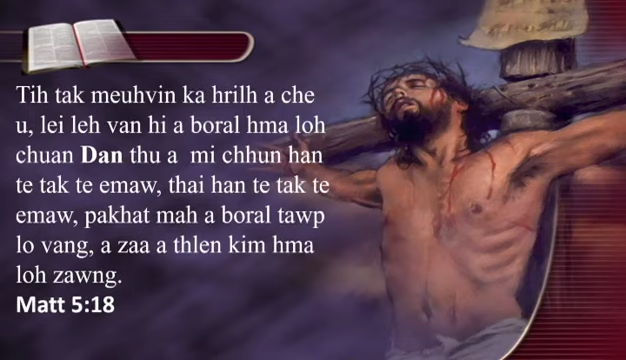 Tih tak meuhvin ka hrilh a che
u, lei leh van hi a boral hma loh
chuan Dan thu a mi chhun han
te tak te emaw, thai han te tak te
emaw, pakhat mah a boral tawp
lo vang, a zaa a thlen kim hma
loh zawng.
Matt 5:18